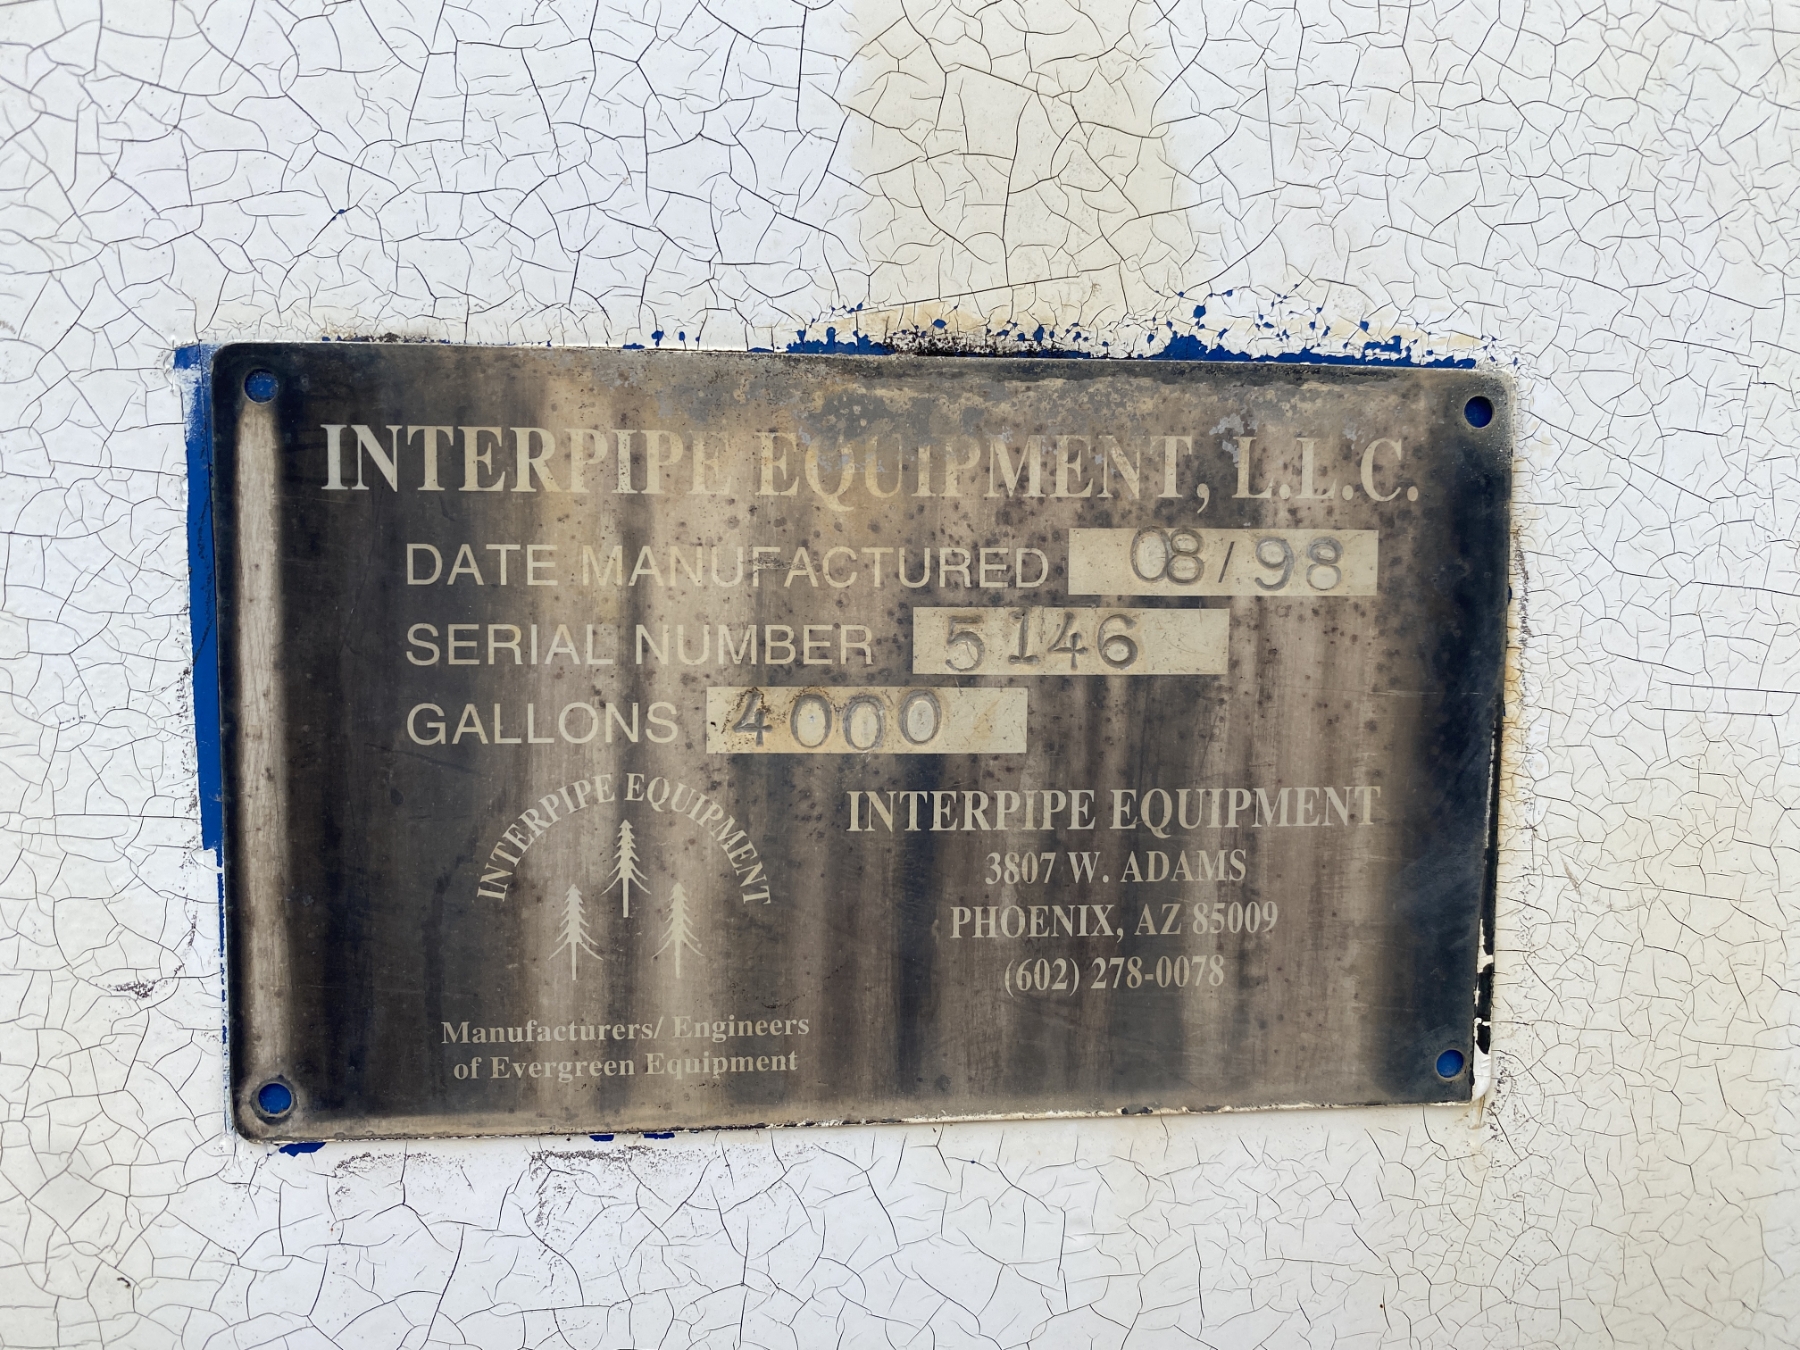 INTERPIPE EQUIPMENT, L.L.C.
DATE MANUFACTURED 08/98
SERIAL NUMBER 5146
GALLONS 4000
INTERPIPE EQUIPMENT
Manufacturers/ Engineers
of Evergreen Equipment
INTERPIPE EQUIPMENT
3807 W. ADAMS
PHOENIX, AZ 85009
(602) 278-0078